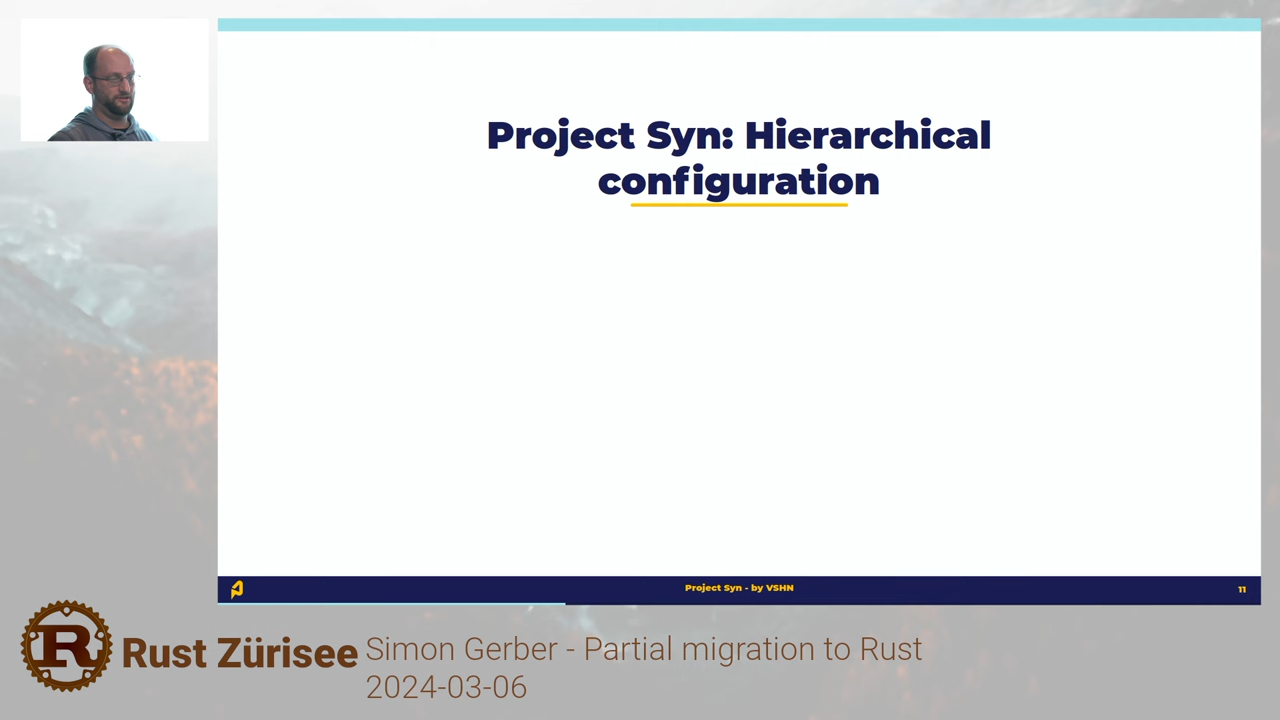 Project Syn: Hierarchical
configuration
Project Syn - by VSHN
11
R
Rust Zürisee
Simon Gerber - Partial migration to Rust
2024-03-06